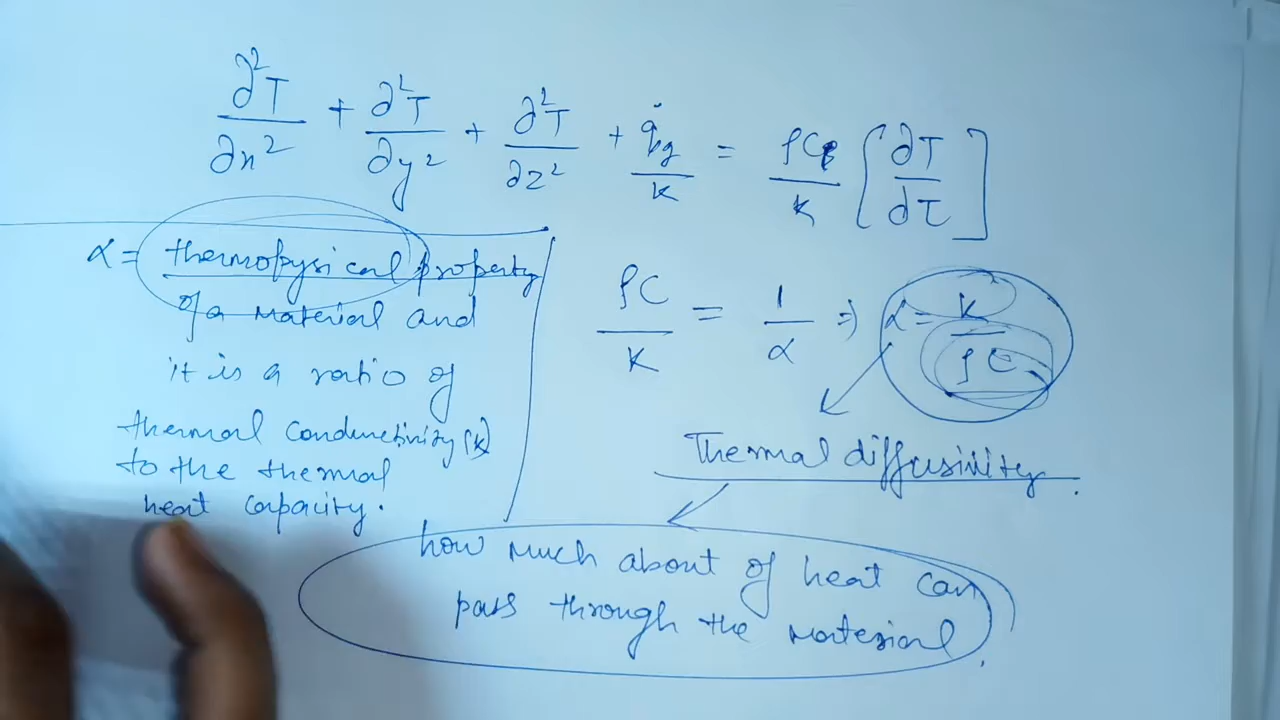 ∂²T/∂x² + ∂²T/∂y² + ∂²T/∂z² + q̇g/k = ρC/k [∂T/∂τ]
α = thermopysical property
of a material and
it is a ratio of
thermal conductivity (k)
to the thermal
heat capacity.
ρC/k = 1/α ⇒ α = k/ρC
Thermal diffusivity.
how much about of heat can
pass through the material.